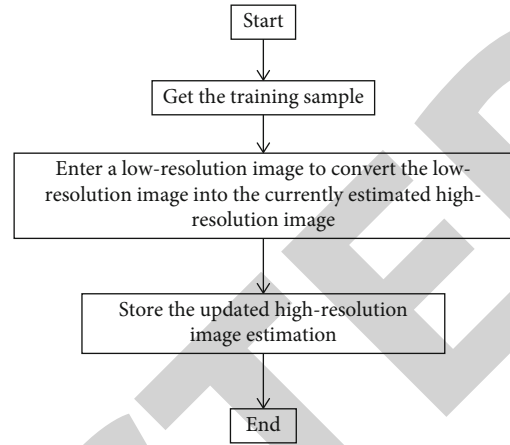 Start
Get the training sample
Enter a low-resolution image to convert the low-
resolution image into the currently estimated high-
resolution image
Store the updated high-resolution
image estimation
End